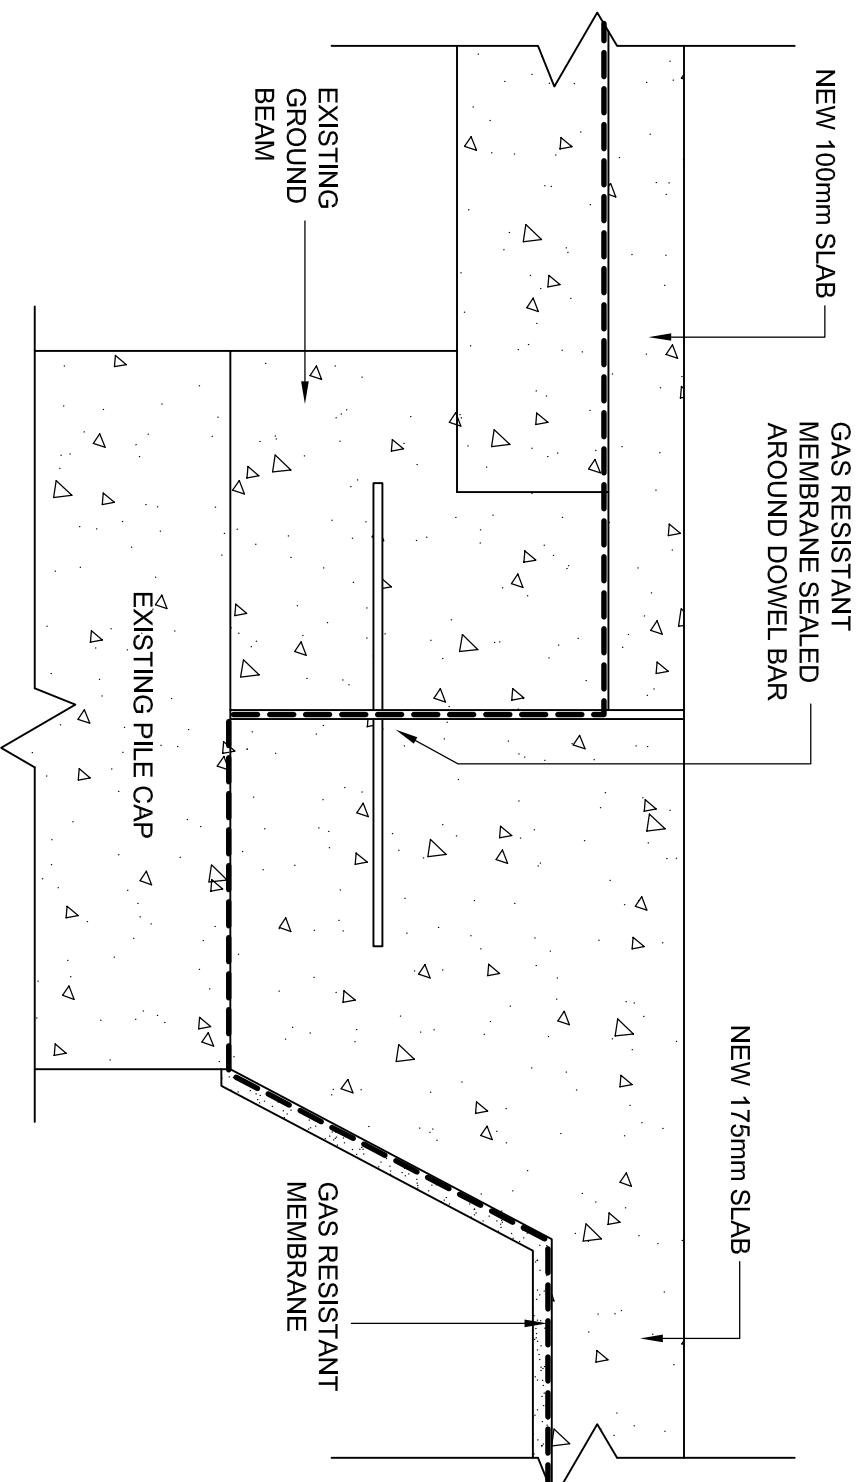 NEW 100mm SLAB
GAS RESISTANT
MEMBRANE SEALED
AROUND DOWEL BAR
NEW 175mm SLAB
EXISTING
GROUND
BEAM
EXISTING PILE CAP
GAS RESISTANT
MEMBRANE